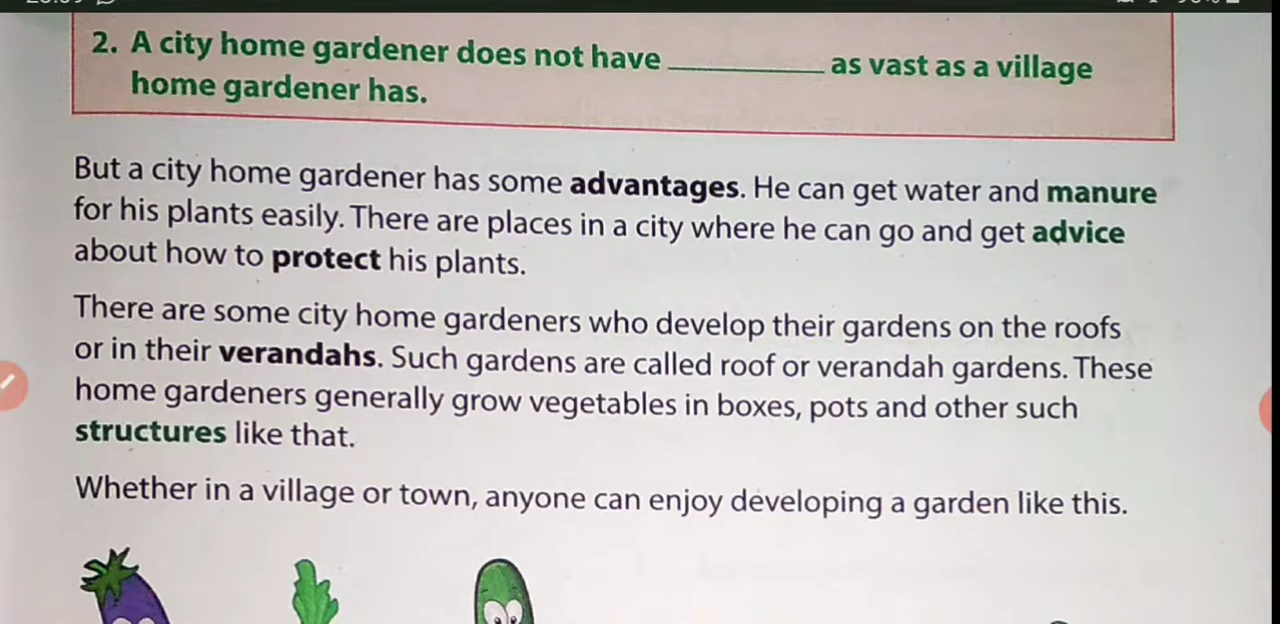 2. A city home gardener does not have __________ as vast as a village
home gardener has.
But a city home gardener has some advantages. He can get water and manure
for his plants easily. There are places in a city where he can go and get advice
about how to protect his plants.
There are some city home gardeners who develop their gardens on the roofs
or in their verandahs. Such gardens are called roof or verandah gardens. These
home gardeners generally grow vegetables in boxes, pots and other such
structures like that.
Whether in a village or town, anyone can enjoy developing a garden like this.